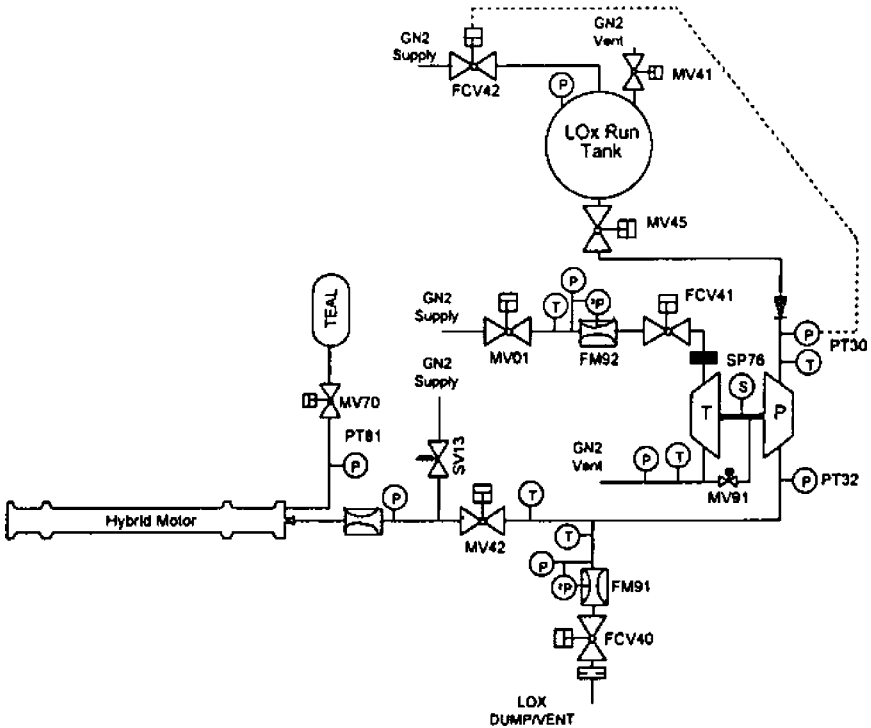 GN2
Supply
FCV42
GN2
Vent
MV41
P
LOx Run
Tank
MV45
TEAL
GN2
Supply
MV01
T
P
FM92
FCV41
P
PT30
T
SP76
GN2
Supply
MV70
PT81
P
SV13
T
S
P
GN2
Vent
P
T
MV91
P
PT32
Hybrid Motor
P
MV42
T
T
P
FM91
FCV40
LOX
DUMP/VENT